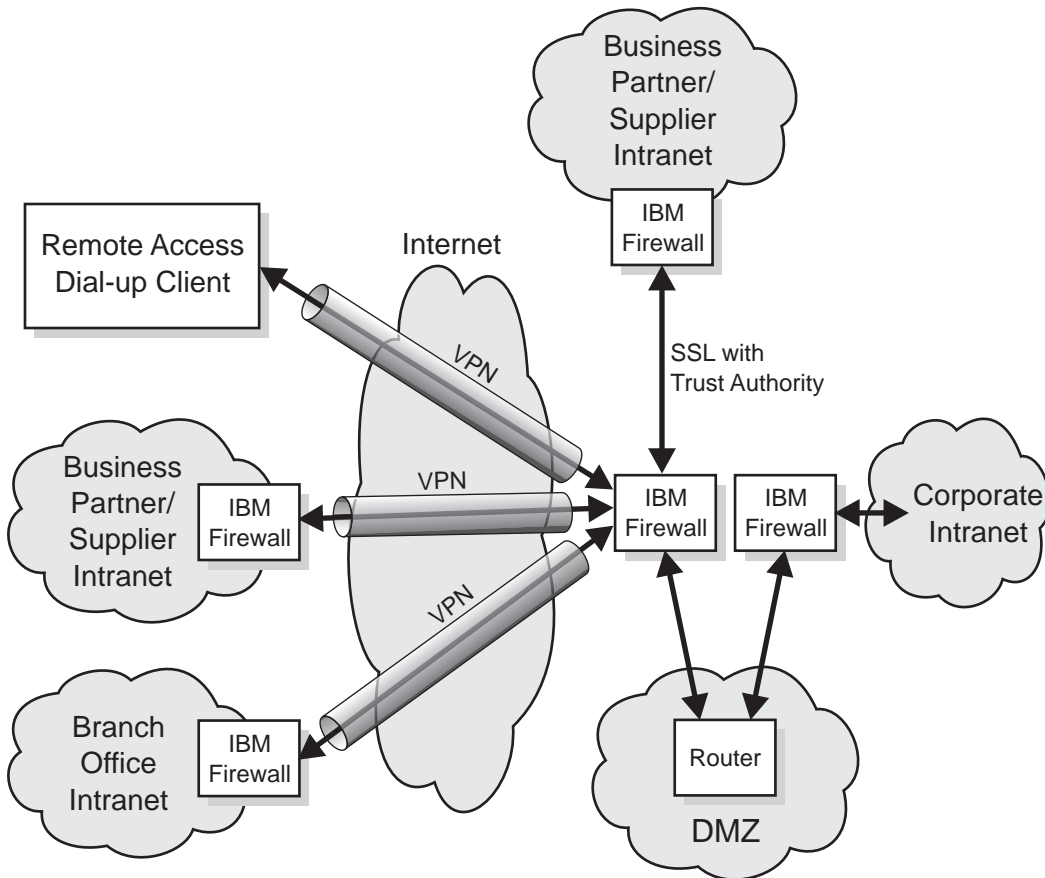 Business
Partner/
Supplier
Intranet
IBM
Firewall
Remote Access
Dial-up Client
Internet
VPN
SSL with
Trust Authority
Business
Partner/
Supplier
Intranet
IBM
Firewall
VPN
IBM
Firewall
IBM
Firewall
Corporate
Intranet
VPN
Branch
Office
Intranet
IBM
Firewall
Router
DMZ